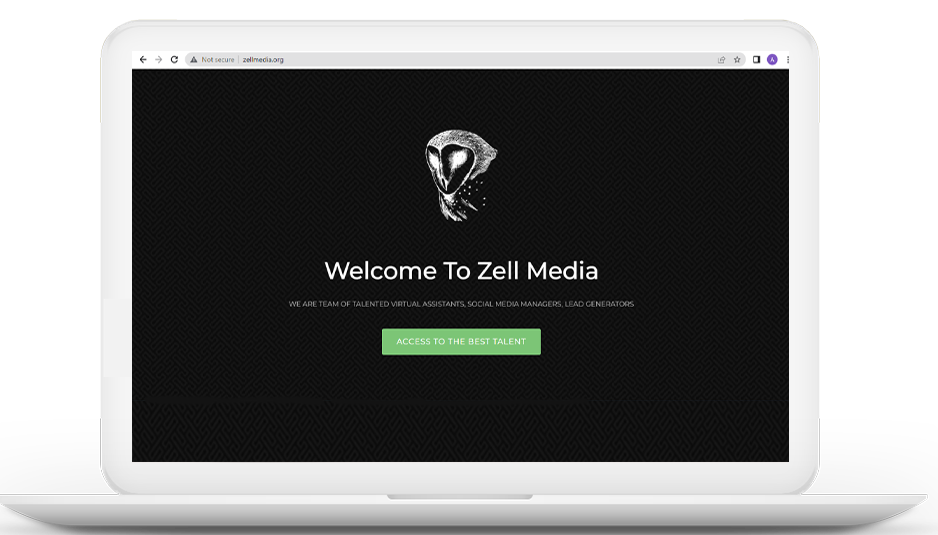 Not secure | zellmedia.org
A
Welcome To Zell Media
WE ARE TEAM OF TALENTED VIRTUAL ASSISTANTS, SOCIAL MEDIA MANAGERS, LEAD GENERATORS
ACCESS TO THE BEST TALENT